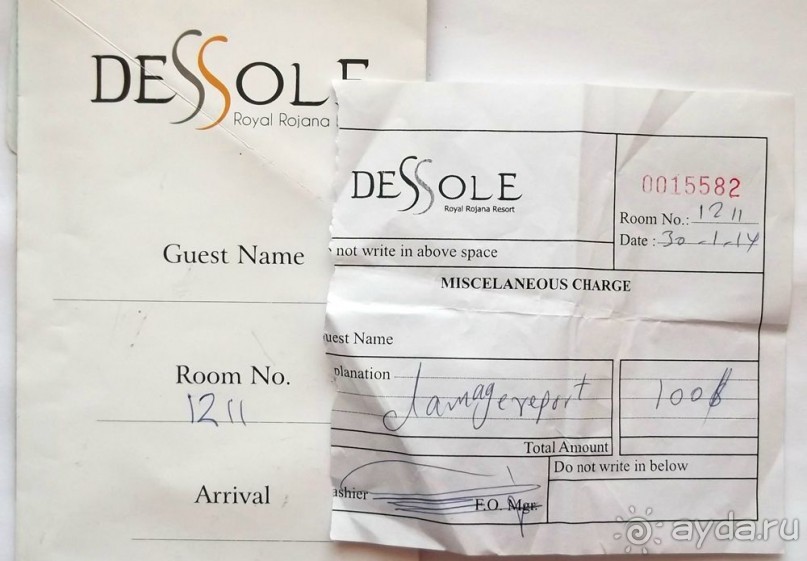 DESSOLE
Royal Rojana
Guest Name
Room No.
1211
Arrival
DESSOLE
Royal Rojana Resort
0015582
Room No.: 1211
Date : 30-1-14
not write in above space
MISCELANEOUS CHARGE
uest Name
planation
damage report
100$
Total Amount
Do not write in below
ashier
F.O. Mgr.
ayda.ru